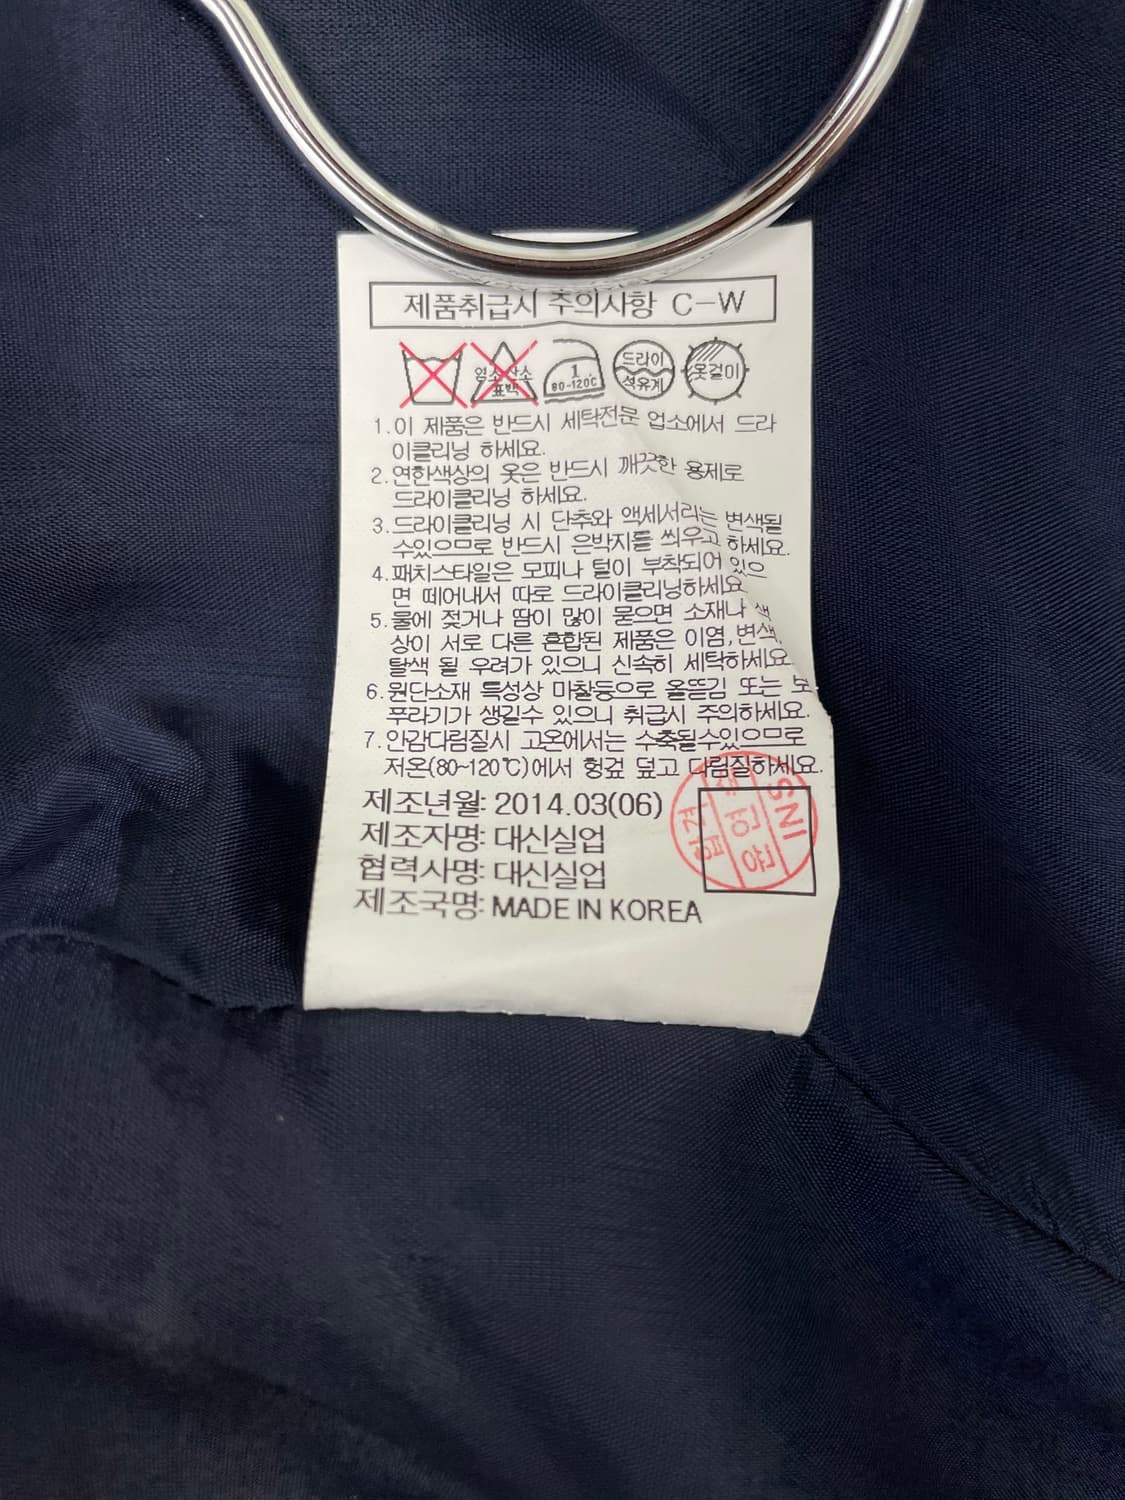 제품취급시 주의사항 C-W
염소산소
표백
1
80-120℃
드라이
석유계
옷걸이
1.이 제품은 반드시 세탁전문 업소에서 드라
이클리닝 하세요.
2.연한색상의 옷은 반드시 깨끗한 용제로
드라이클리닝 하세요.
3.드라이클리닝 시 단추와 액세서리는 변색될
수있으므로 반드시 은박지를 씌우고 하세요.
4.패치스타일은 모피나 털이 부착되어 있으
면 떼어내서 따로 드라이클리닝하세요
5.물에 젖거나 땀이 많이 묻으면 소재나 색
상이 서로 다른 혼합된 제품은 이염,변색,
탈색 될 우려가 있으니 신속히 세탁하세요.
6.원단소재 특성상 마찰등으로 올뜯김 또는 보
푸라기가 생길수 있으니 취급시 주의하세요.
7.안감다림질시 고온에서는 수축될수있으므로
저온(80~120℃)에서 헝겊 덮고 다림질하세요.
제조년월: 2014.03(06)
제조자명: 대신실업
협력사명: 대신실업
제조국명: MADE IN KOREA
INS